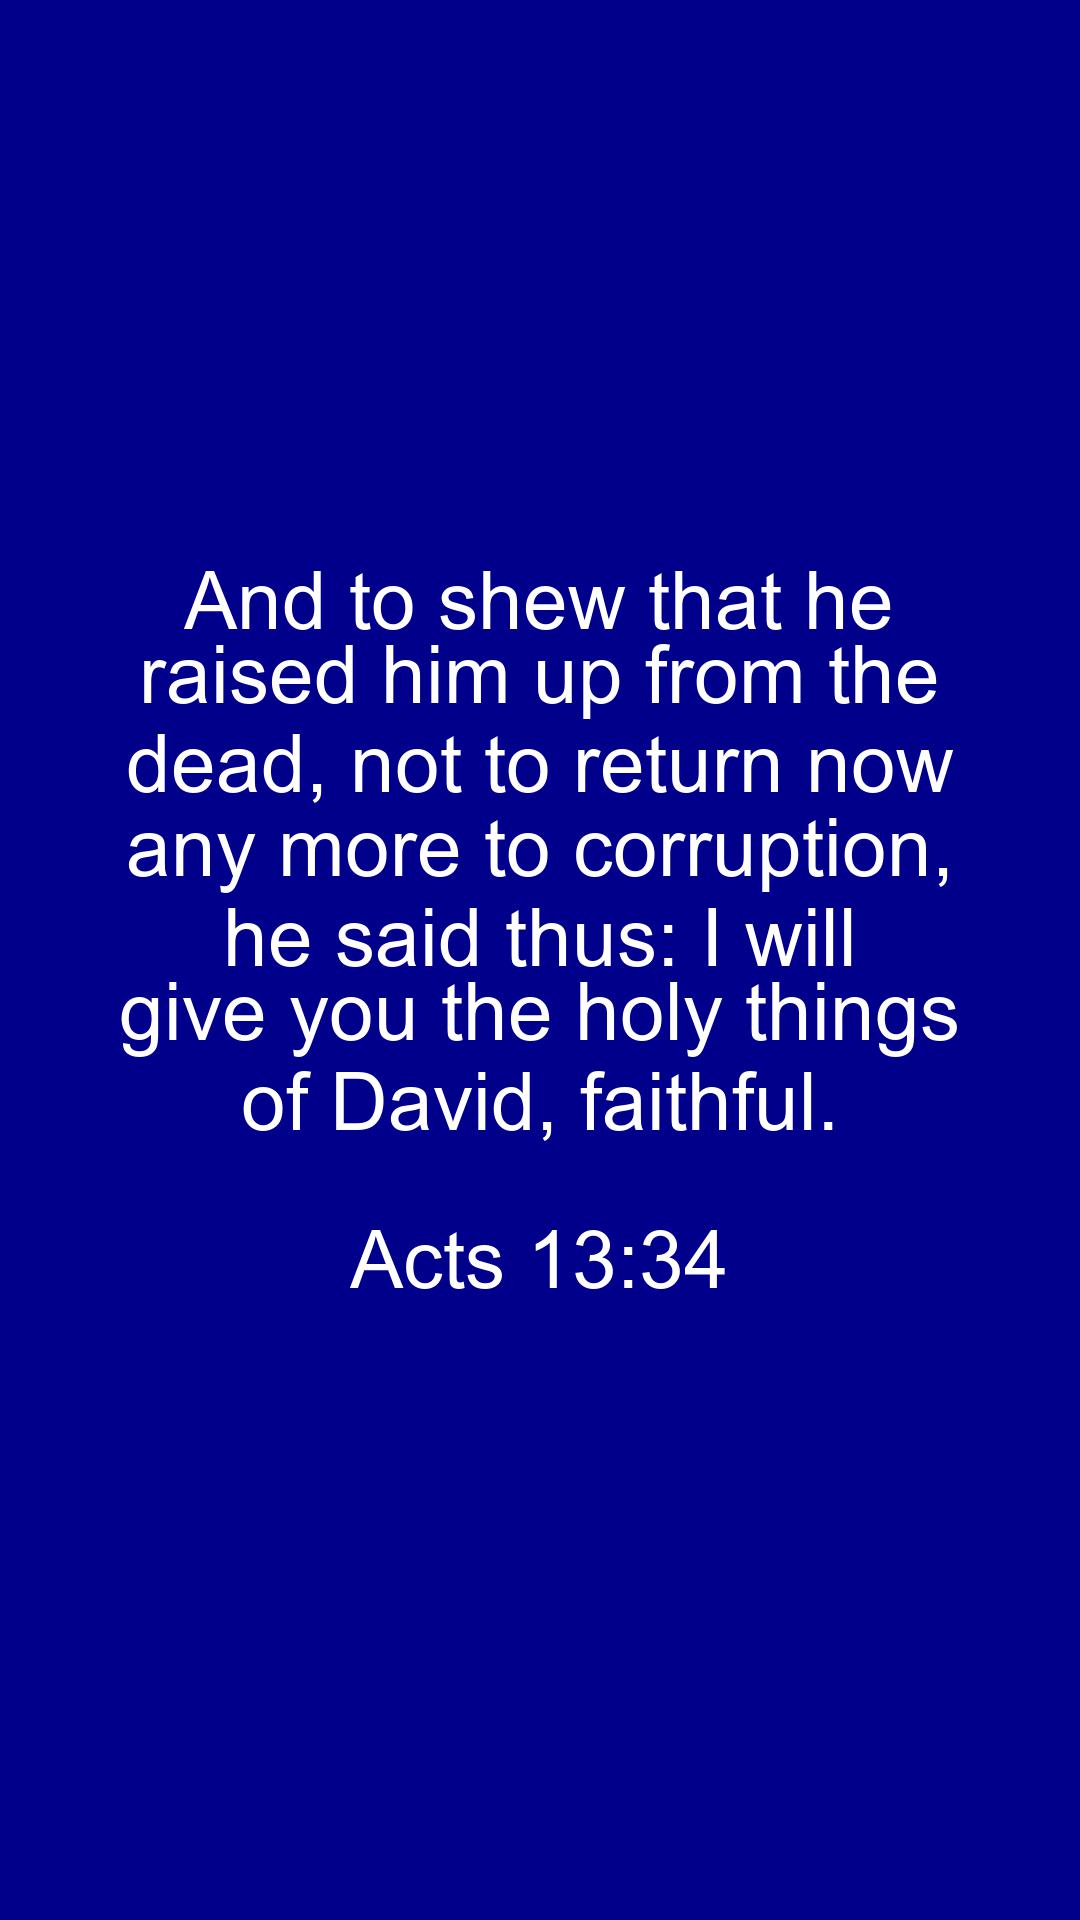 And to shew that he
raised him up from the
dead, not to return now
any more to corruption,
he said thus: I will
give you the holy things
of David, faithful.
Acts 13:34